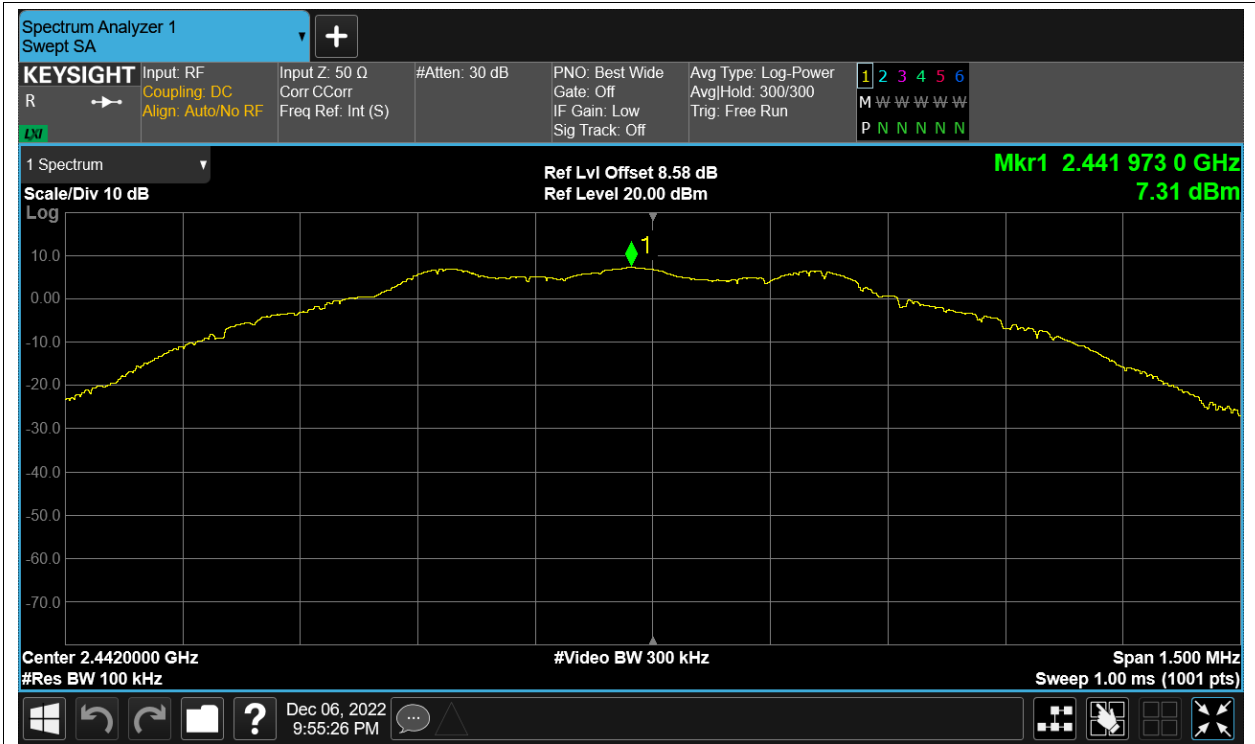 Spectrum Analyzer 1
Swept SA
KEYSIGHT
R
LXI
Input: RF
Coupling: DC
Align: Auto/No RF
Input Z: 50 Ω
Corr CCorr
Freq Ref: Int (S)
#Atten: 30 dB
PNO: Best Wide
Gate: Off
IF Gain: Low
Sig Track: Off
Avg Type: Log-Power
Avg|Hold: 300/300
Trig: Free Run
1 2 3 4 5 6
M W W W W W
P N N N N N
1 Spectrum
Scale/Div 10 dB
Log
Ref Lvl Offset 8.58 dB
Ref Level 20.00 dBm
Mkr1 2.441 973 0 GHz
7.31 dBm
1
10.0
0.00
-10.0
-20.0
-30.0
-40.0
-50.0
-60.0
-70.0
Center 2.4420000 GHz
#Res BW 100 kHz
#Video BW 300 kHz
Span 1.500 MHz
Sweep 1.00 ms (1001 pts)
?
Dec 06, 2022
9:55:26 PM